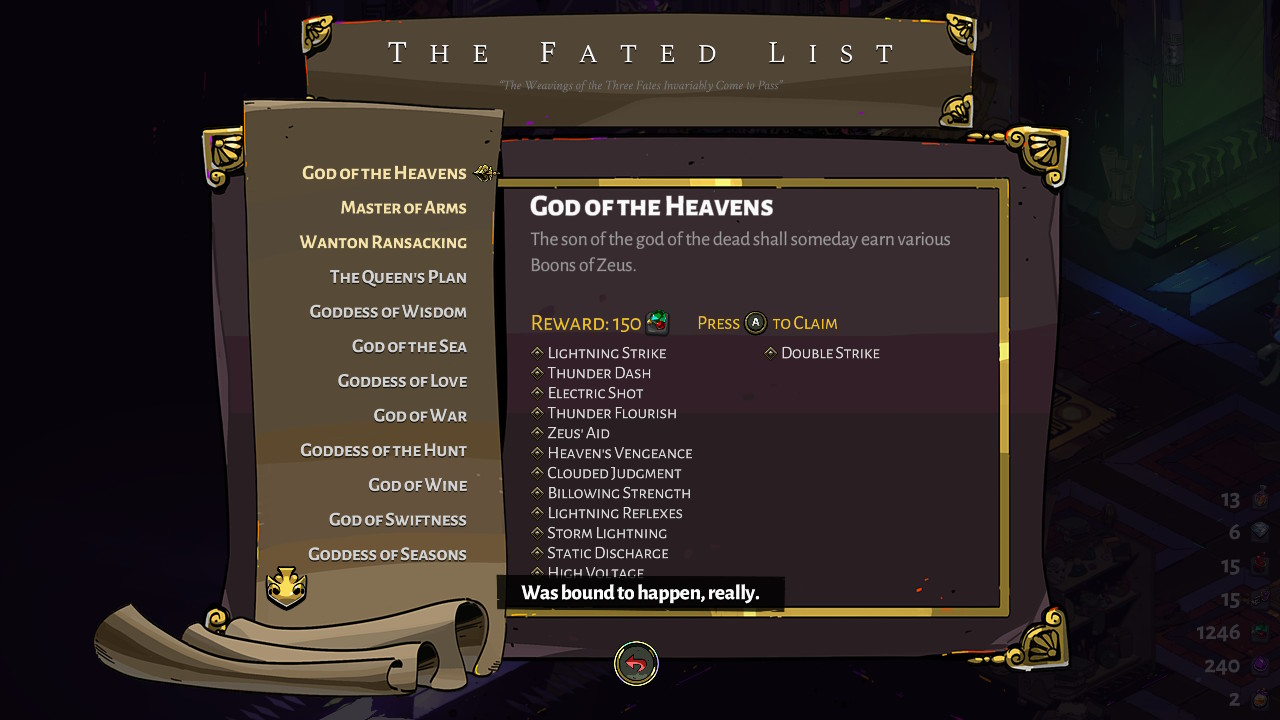 THE FATED LIST
"The Weavings of the Three Fates Invariably Come to Pass"
GOD OF THE HEAVENS
MASTER OF ARMS
WANTON RANSACKING
THE QUEEN'S PLAN
GODDESS OF WISDOM
GOD OF THE SEA
GODDESS OF LOVE
GOD OF WAR
GODDESS OF THE HUNT
GOD OF WINE
GOD OF SWIFTNESS
GODDESS OF SEASONS
GOD OF THE HEAVENS
The son of the god of the dead shall someday earn various
Boons of Zeus.
REWARD: 150 PRESS A TO CLAIM
LIGHTNING STRIKE
THUNDER DASH
ELECTRIC SHOT
THUNDER FLOURISH
ZEUS' AID
HEAVEN'S VENGEANCE
CLOUDED JUDGMENT
BILLOWING STRENGTH
LIGHTNING REFLEXES
STORM LIGHTNING
STATIC DISCHARGE
HIGH VOLTAGE
DOUBLE STRIKE
Was bound to happen, really.
13
6
15
15
1246
240
2